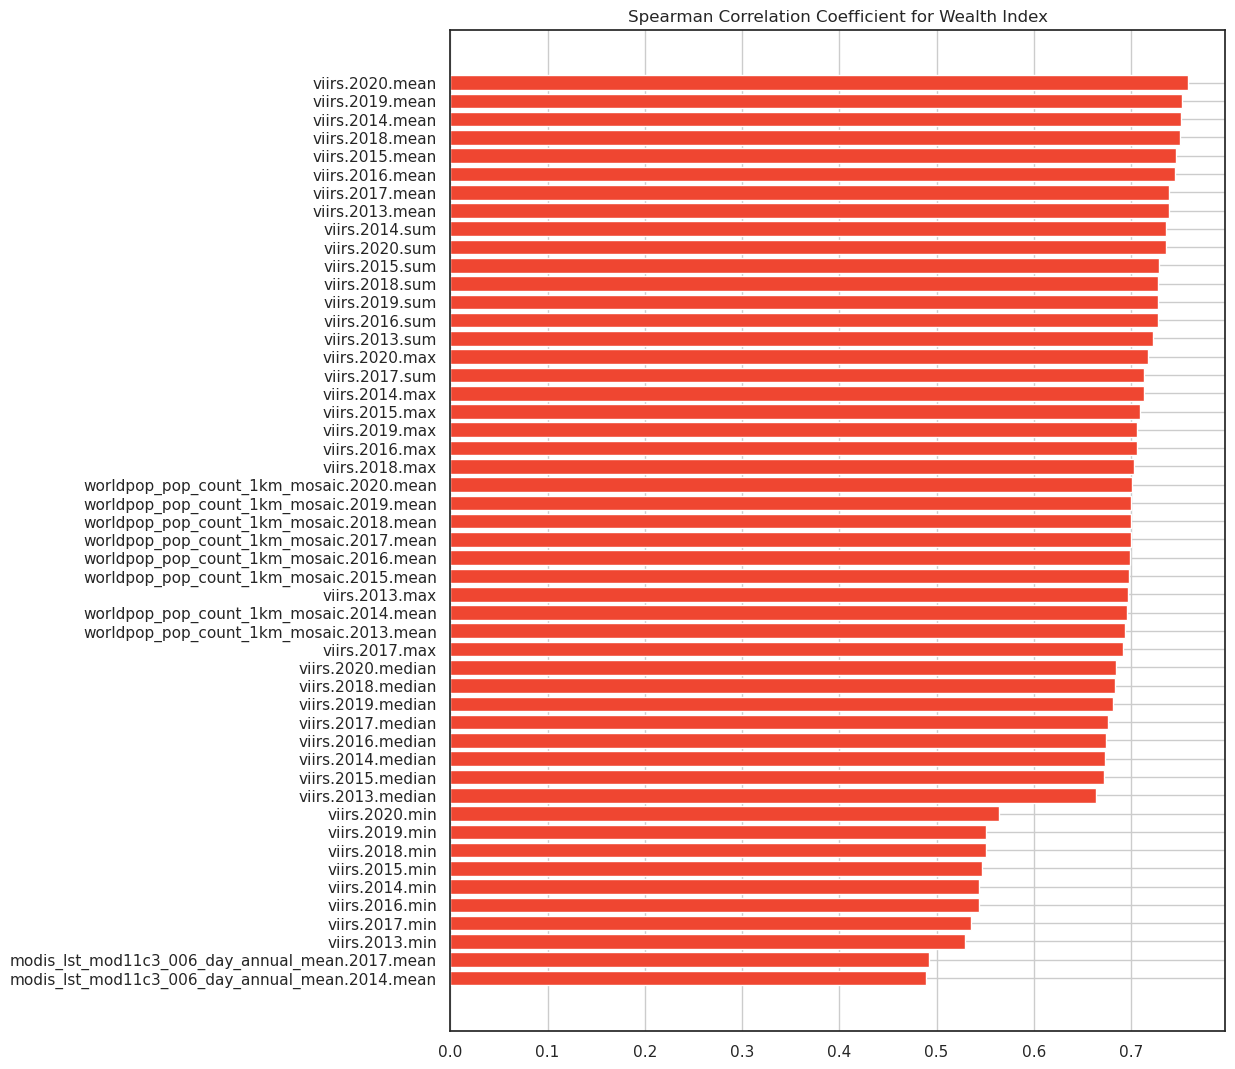 Spearman Correlation Coefficient for Wealth Index
viirs.2020.mean
viirs.2019.mean
viirs.2014.mean
viirs.2018.mean
viirs.2015.mean
viirs.2016.mean
viirs.2017.mean
viirs.2013.mean
viirs.2014.sum
viirs.2020.sum
viirs.2015.sum
viirs.2018.sum
viirs.2019.sum
viirs.2016.sum
viirs.2013.sum
viirs.2020.max
viirs.2017.sum
viirs.2014.max
viirs.2015.max
viirs.2019.max
viirs.2016.max
viirs.2018.max
worldpop_pop_count_1km_mosaic.2020.mean
worldpop_pop_count_1km_mosaic.2019.mean
worldpop_pop_count_1km_mosaic.2018.mean
worldpop_pop_count_1km_mosaic.2017.mean
worldpop_pop_count_1km_mosaic.2016.mean
worldpop_pop_count_1km_mosaic.2015.mean
viirs.2013.max
worldpop_pop_count_1km_mosaic.2014.mean
worldpop_pop_count_1km_mosaic.2013.mean
viirs.2017.max
viirs.2020.median
viirs.2018.median
viirs.2019.median
viirs.2017.median
viirs.2016.median
viirs.2014.median
viirs.2015.median
viirs.2013.median
viirs.2020.min
viirs.2019.min
viirs.2018.min
viirs.2015.min
viirs.2014.min
viirs.2016.min
viirs.2017.min
viirs.2013.min
modis_lst_mod11c3_006_day_annual_mean.2017.mean
modis_lst_mod11c3_006_day_annual_mean.2014.mean
0.0 0.1 0.2 0.3 0.4 0.5 0.6 0.7